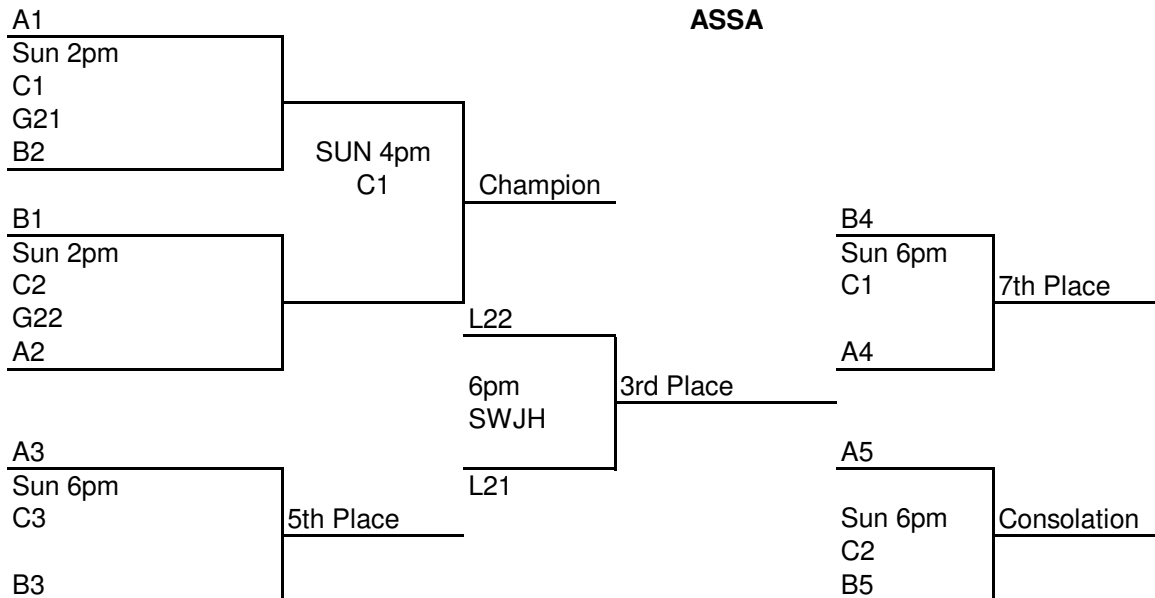 A1
ASSA
Sun 2pm
C1
G21
B2
SUN 4pm
C1
Champion
B1
Sun 2pm
C2
G22
A2
L22
6pm
SWJH
3rd Place
L21
A3
Sun 6pm
C3
5th Place
B3
B4
Sun 6pm
C1
7th Place
A4
A5
Sun 6pm
Consolation
C2
B5